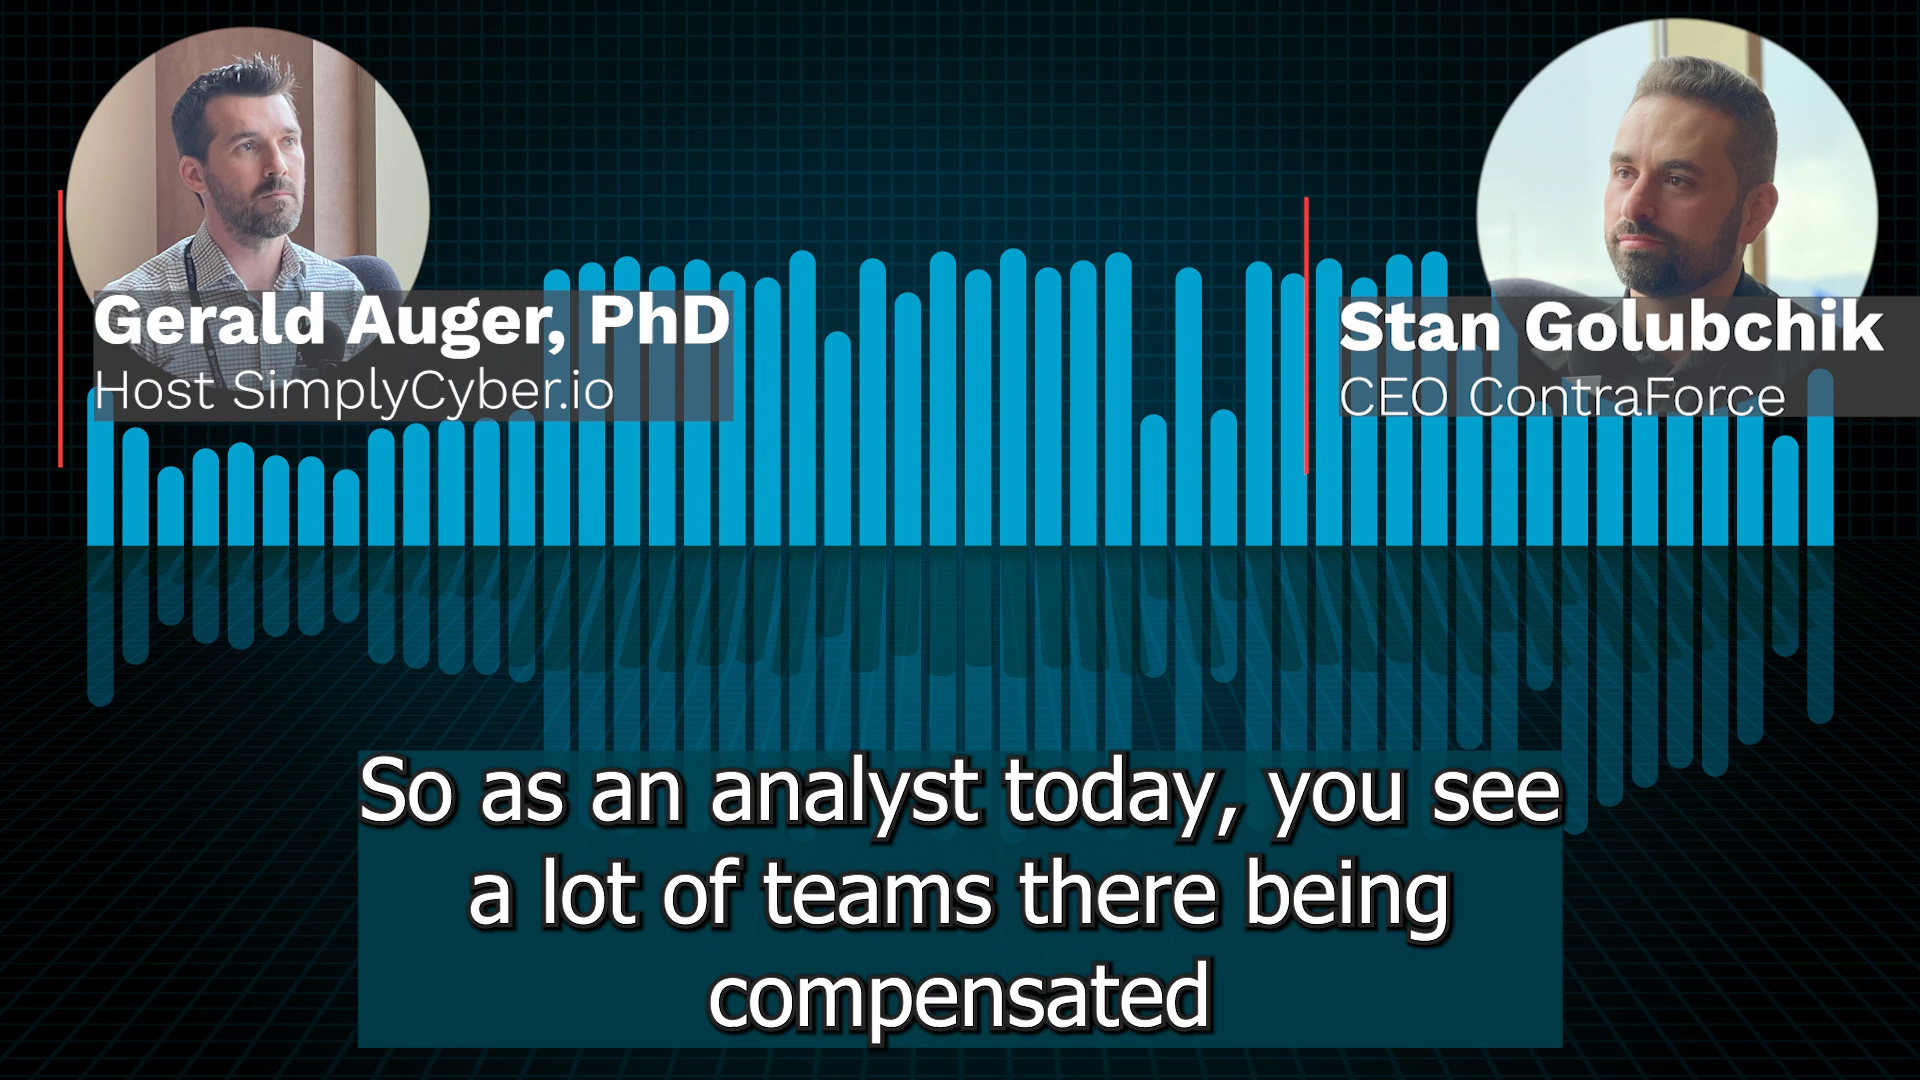 Gerald Auger, PhD
Host SimplyCyber.io
Stan Golubchik
CEO ContraForce
So as an analyst today, you see
a lot of teams there being
compensated